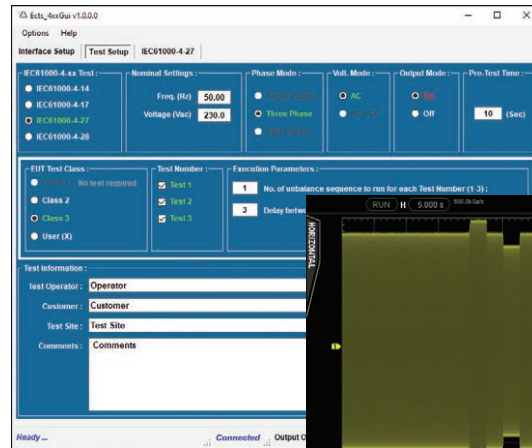 Ects_4xxGui v1.0.0.0
Options Help
Interface Setup Test Setup IEC61000-4-27
IEC61000-4-xx Test :
IEC61000-4-14
IEC61000-4-17
IEC61000-4-27
IEC61000-4-28
Nominal Settings :
Freq. (Hz) 50.00
Voltage (Vac) 230.0
Phase Mode :
Three Phase
Volt. Mode :
AC
AC + DC
Output Mode :
On
Off
Pre-Test Time :
10 (Sec)
EUT Test Class :
Class 1 No test required
Class 2
Class 3
User (X)
Test Number :
Test 1
Test 2
Test 3
Execution Parameters :
1 No. of unbalance sequence to run for each Test Number (1-3) :
3 Delay betw
Test Information :
Test Operator : Operator
Customer : Customer
Test Site : Test Site
Comments : Comments
Ready ... Connected Output O
RUN H 5.000 s
HORIZONTAL